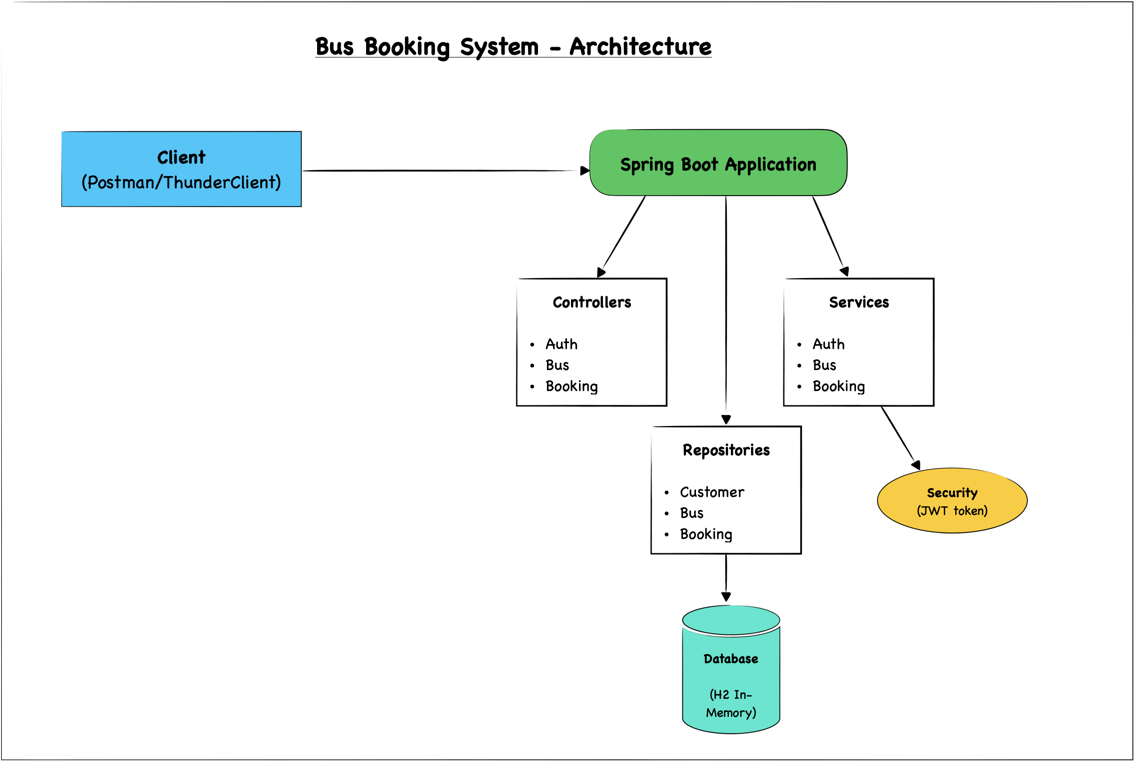 Bus Booking System - Architecture
Client
(Postman/ThunderClient)
Spring Boot Application
Controllers
• Auth
• Bus
• Booking
Services
• Auth
• Bus
• Booking
Repositories
• Customer
• Bus
• Booking
Security
(JWT token)
Database
(H2 In-
Memory)